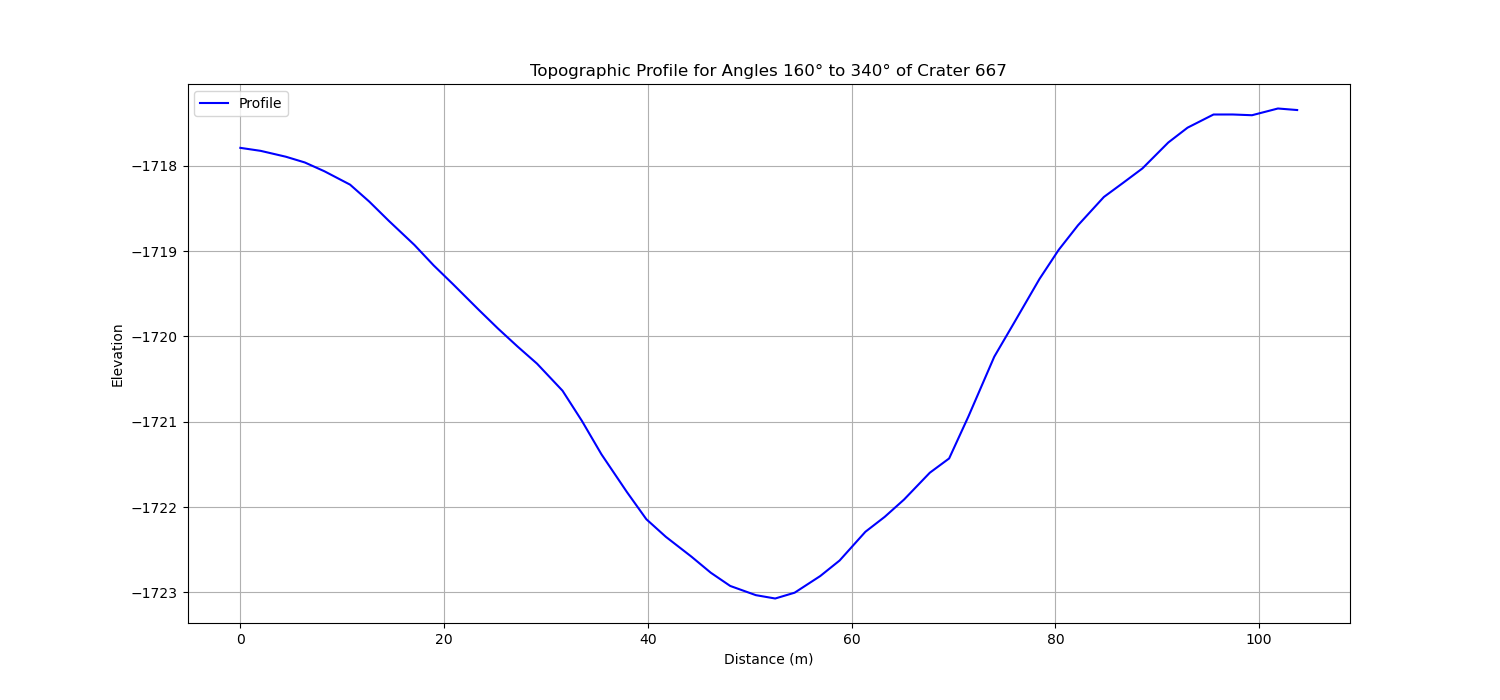 Topographic Profile for Angles 160° to 340° of Crater 667
Profile
−1718
−1719
−1720
−1721
−1722
−1723
Elevation
0 20 40 60 80 100
Distance (m)